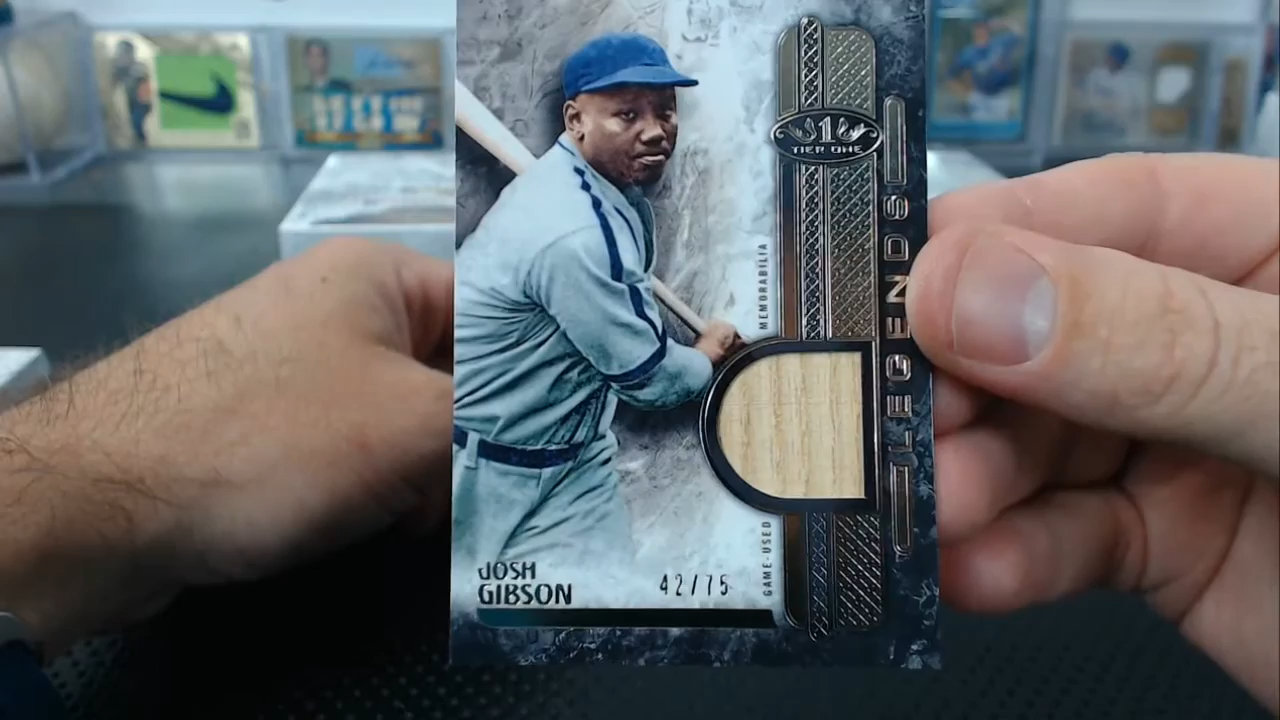 1
TIER ONE
LEGENDS
GAME-USED MEMORABILIA
JOSH
GIBSON
42/75